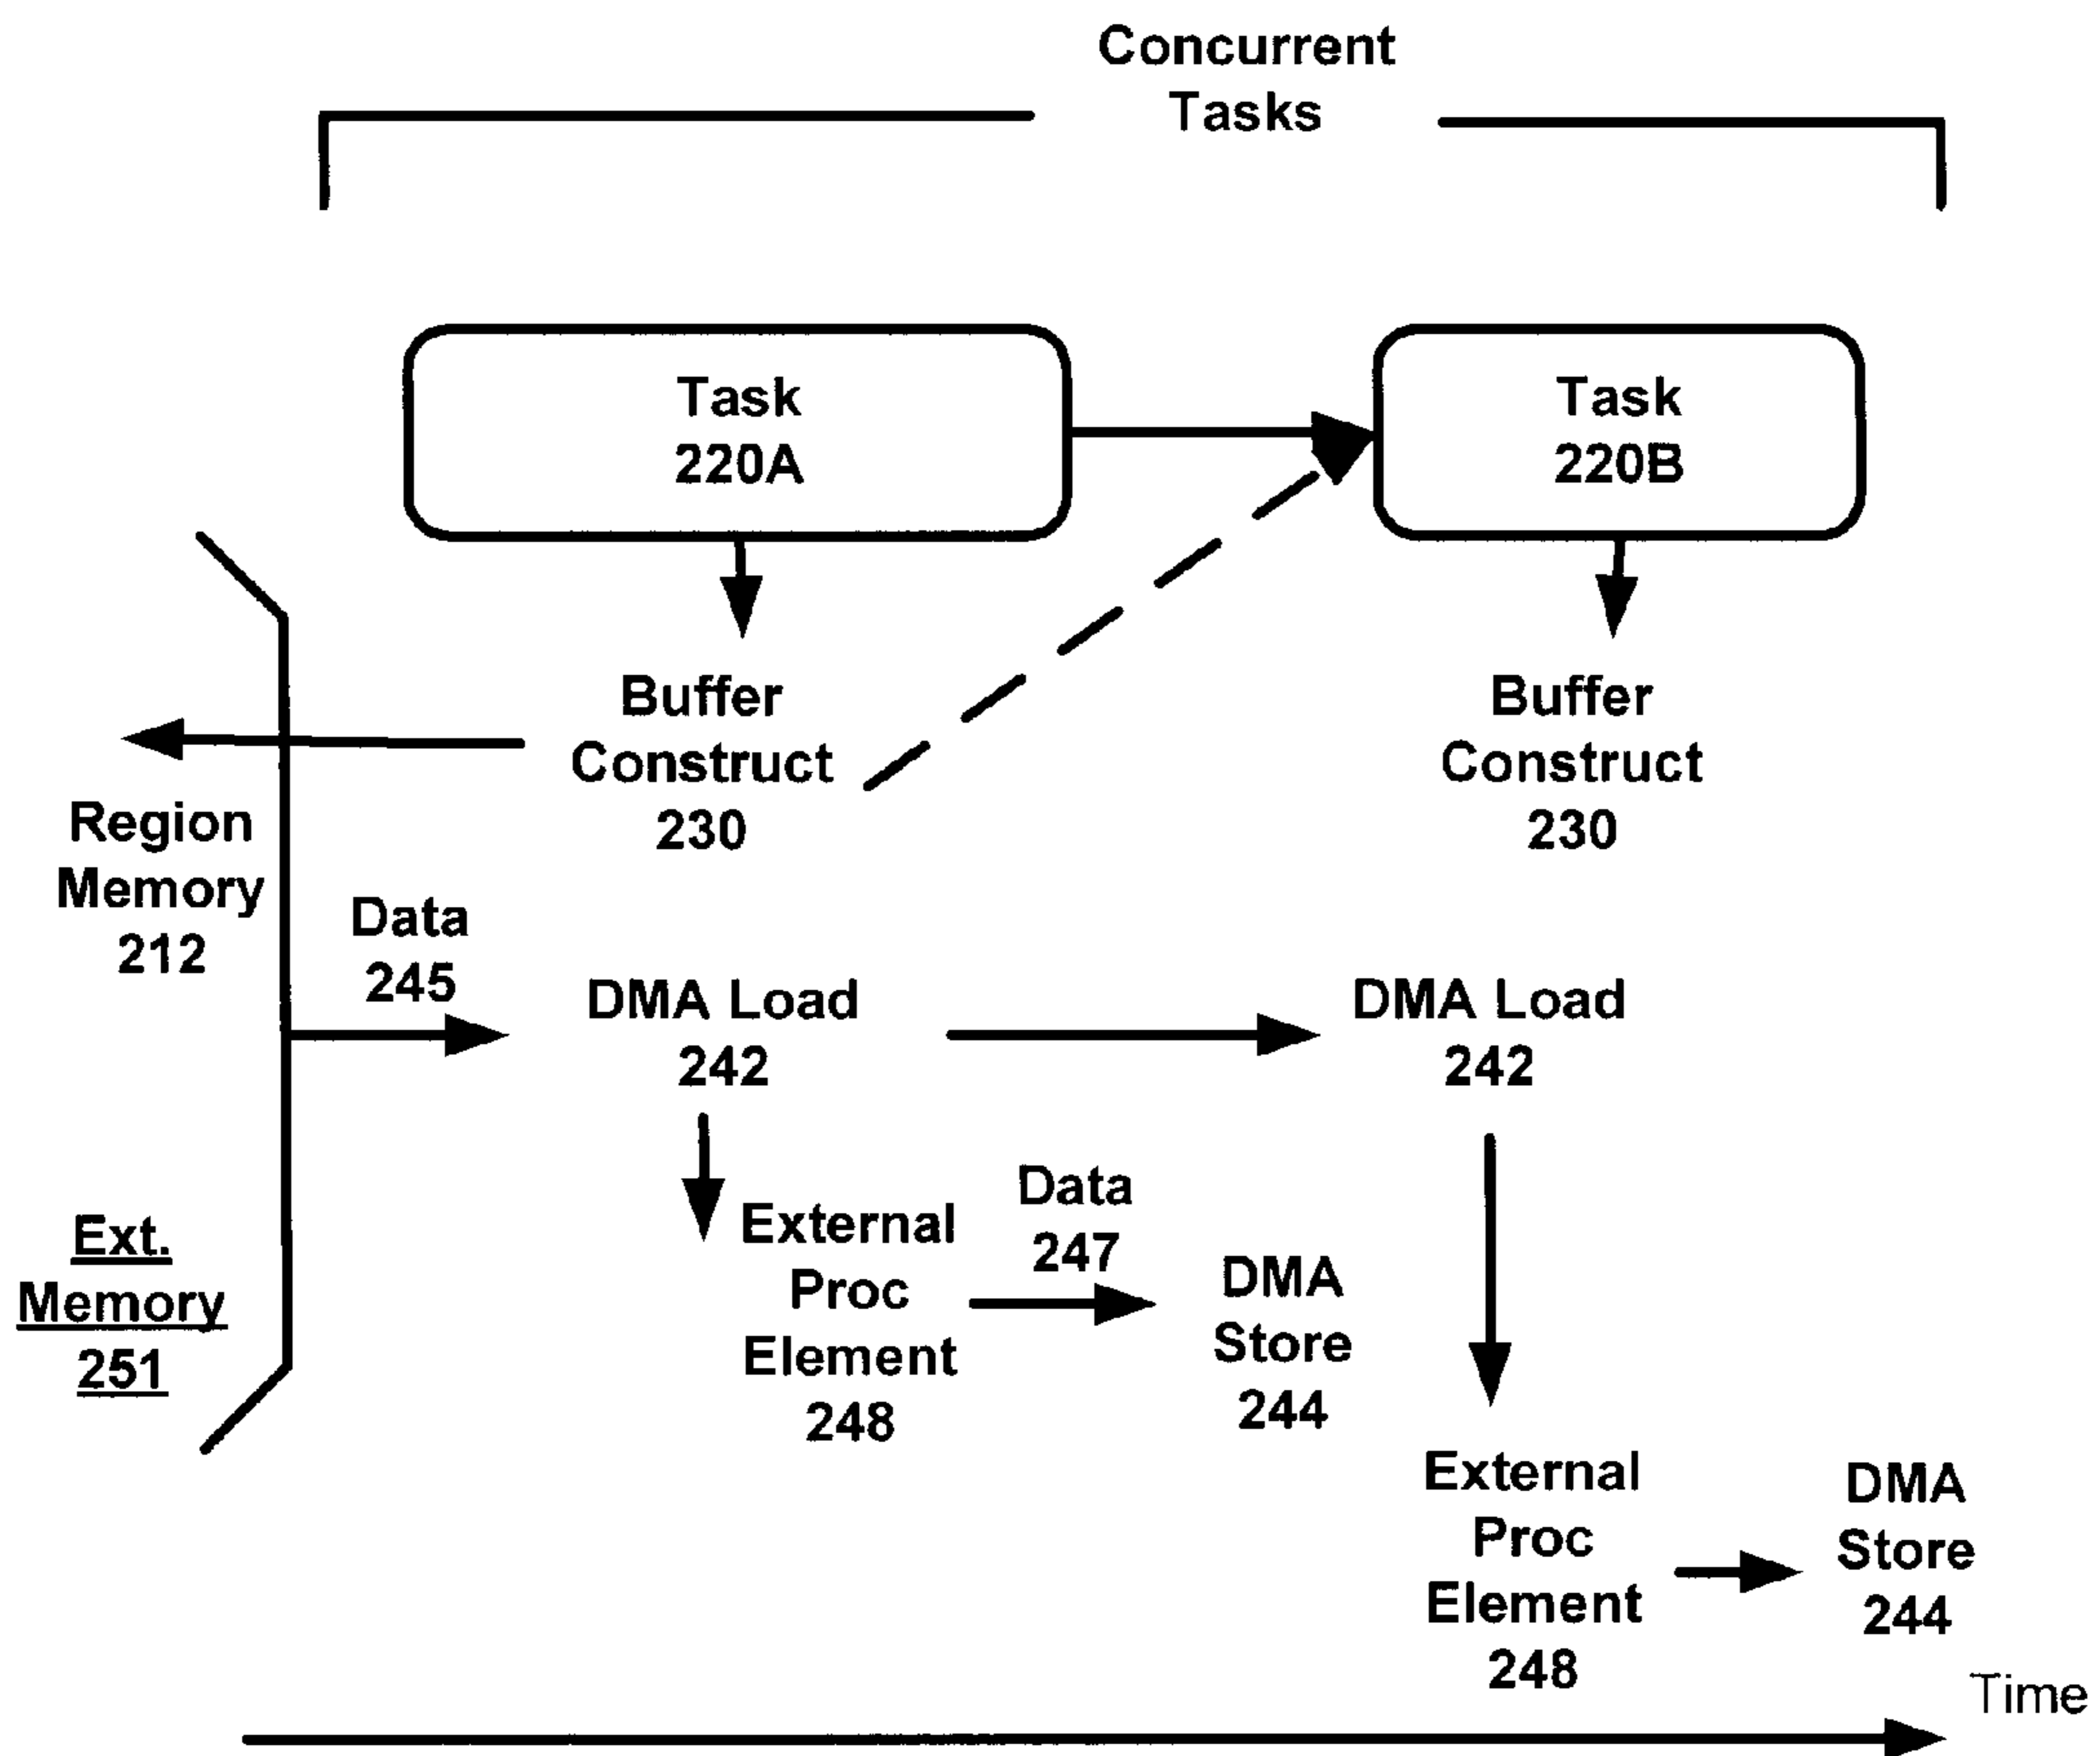 Concurrent
Tasks
Task
220A
Task
220B
Buffer
Construct
230
Buffer
Construct
230
Region
Memory
212
Data
245
DMA Load
242
DMA Load
242
Ext.
Memory
251
External
Proc
Element
248
Data
247
DMA
Store
244
External
Proc
Element
248
DMA
Store
244
Time